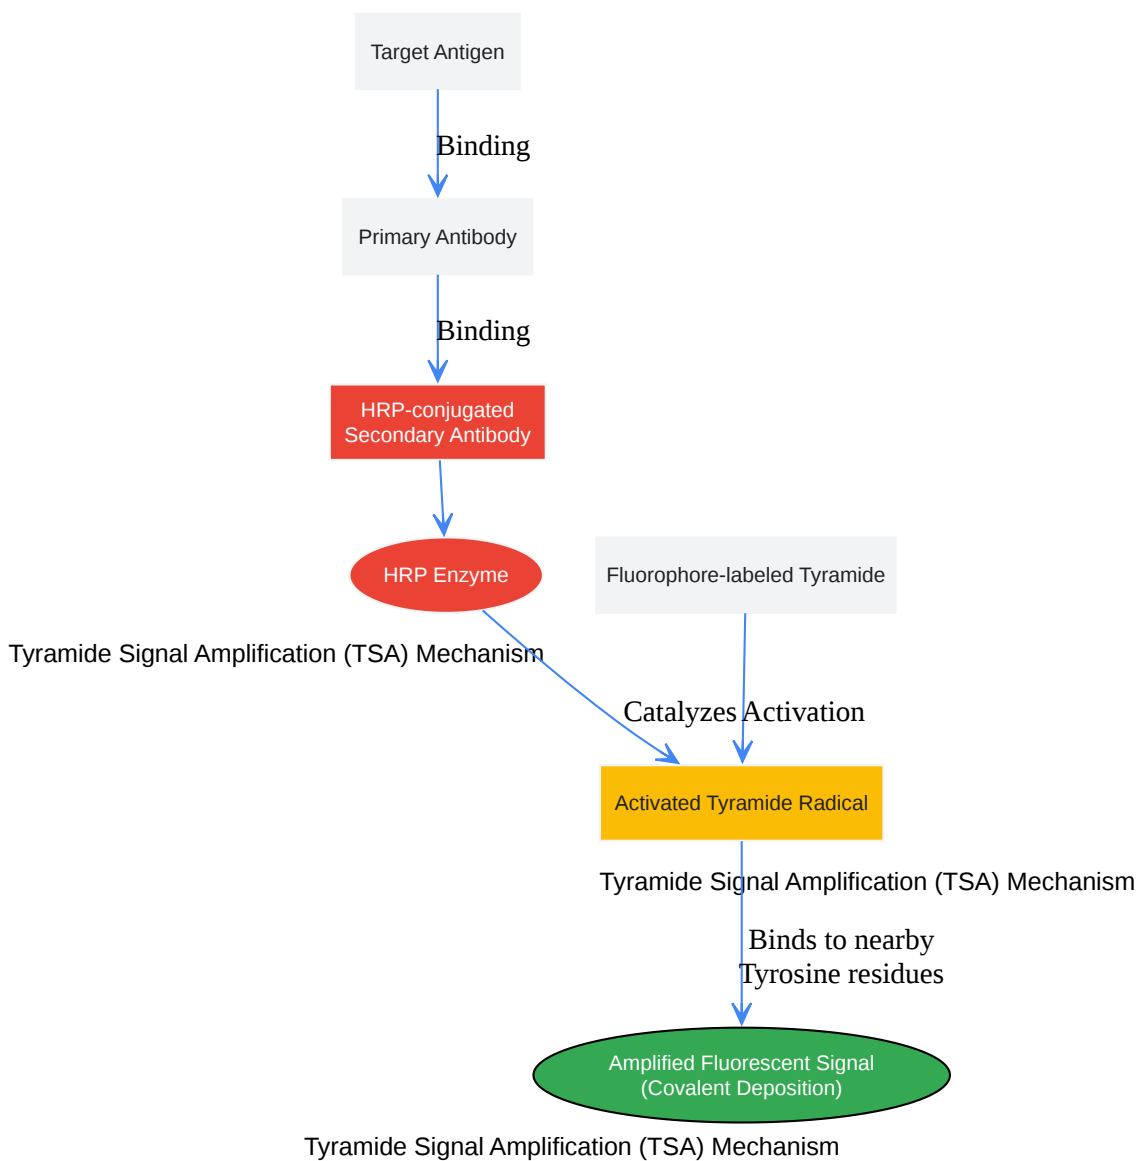 Target Antigen
Binding
Primary Antibody
Binding
HRP-conjugated
Secondary Antibody
HRP Enzyme
Fluorophore-labeled Tyramide
Tyramide Signal Amplification (TSA) Mechanism
Catalyzes Activation
Activated Tyramide Radical
Tyramide Signal Amplification (TSA) Mechanism
Binds to nearby
Tyrosine residues
Amplified Fluorescent Signal
(Covalent Deposition)
Tyramide Signal Amplification (TSA) Mechanism